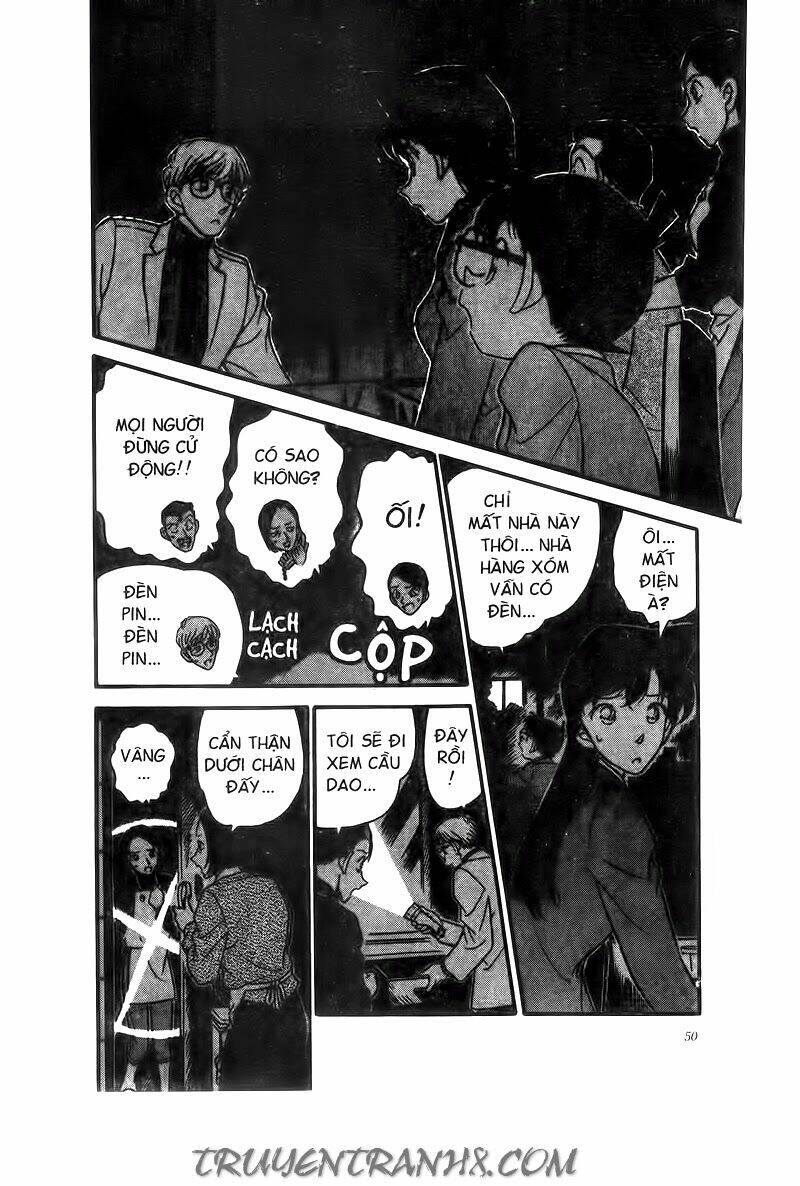 ÔI...
MẤT
ĐIỆN
À?
CHỈ
MẤT NHÀ NÀY
THÔI... NHÀ
HÀNG XÓM
VẪN CÓ
ĐÈN...
ỐI!
CÓ SAO
KHÔNG?
MỌI NGƯỜI
ĐỪNG CỬ
ĐỘNG!!
CỘP
LẠCH
CẠCH
ĐÈN
PIN...
ĐÈN
PIN...
ĐÂY
RỒI
!
TÔI SẼ ĐI
XEM CẦU
DAO...
CẨN THẬN
DƯỚI CHÂN
ĐẤY...
VÂNG
...
50
TRUYENTRANH8.COM